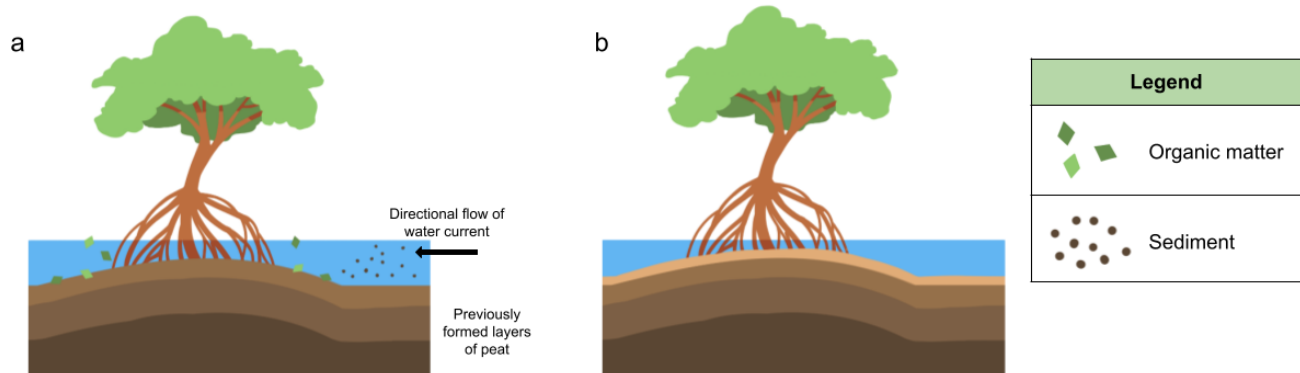 a
b
Directional flow of
water current
Previously
formed layers
of peat
Legend
Organic matter
Sediment